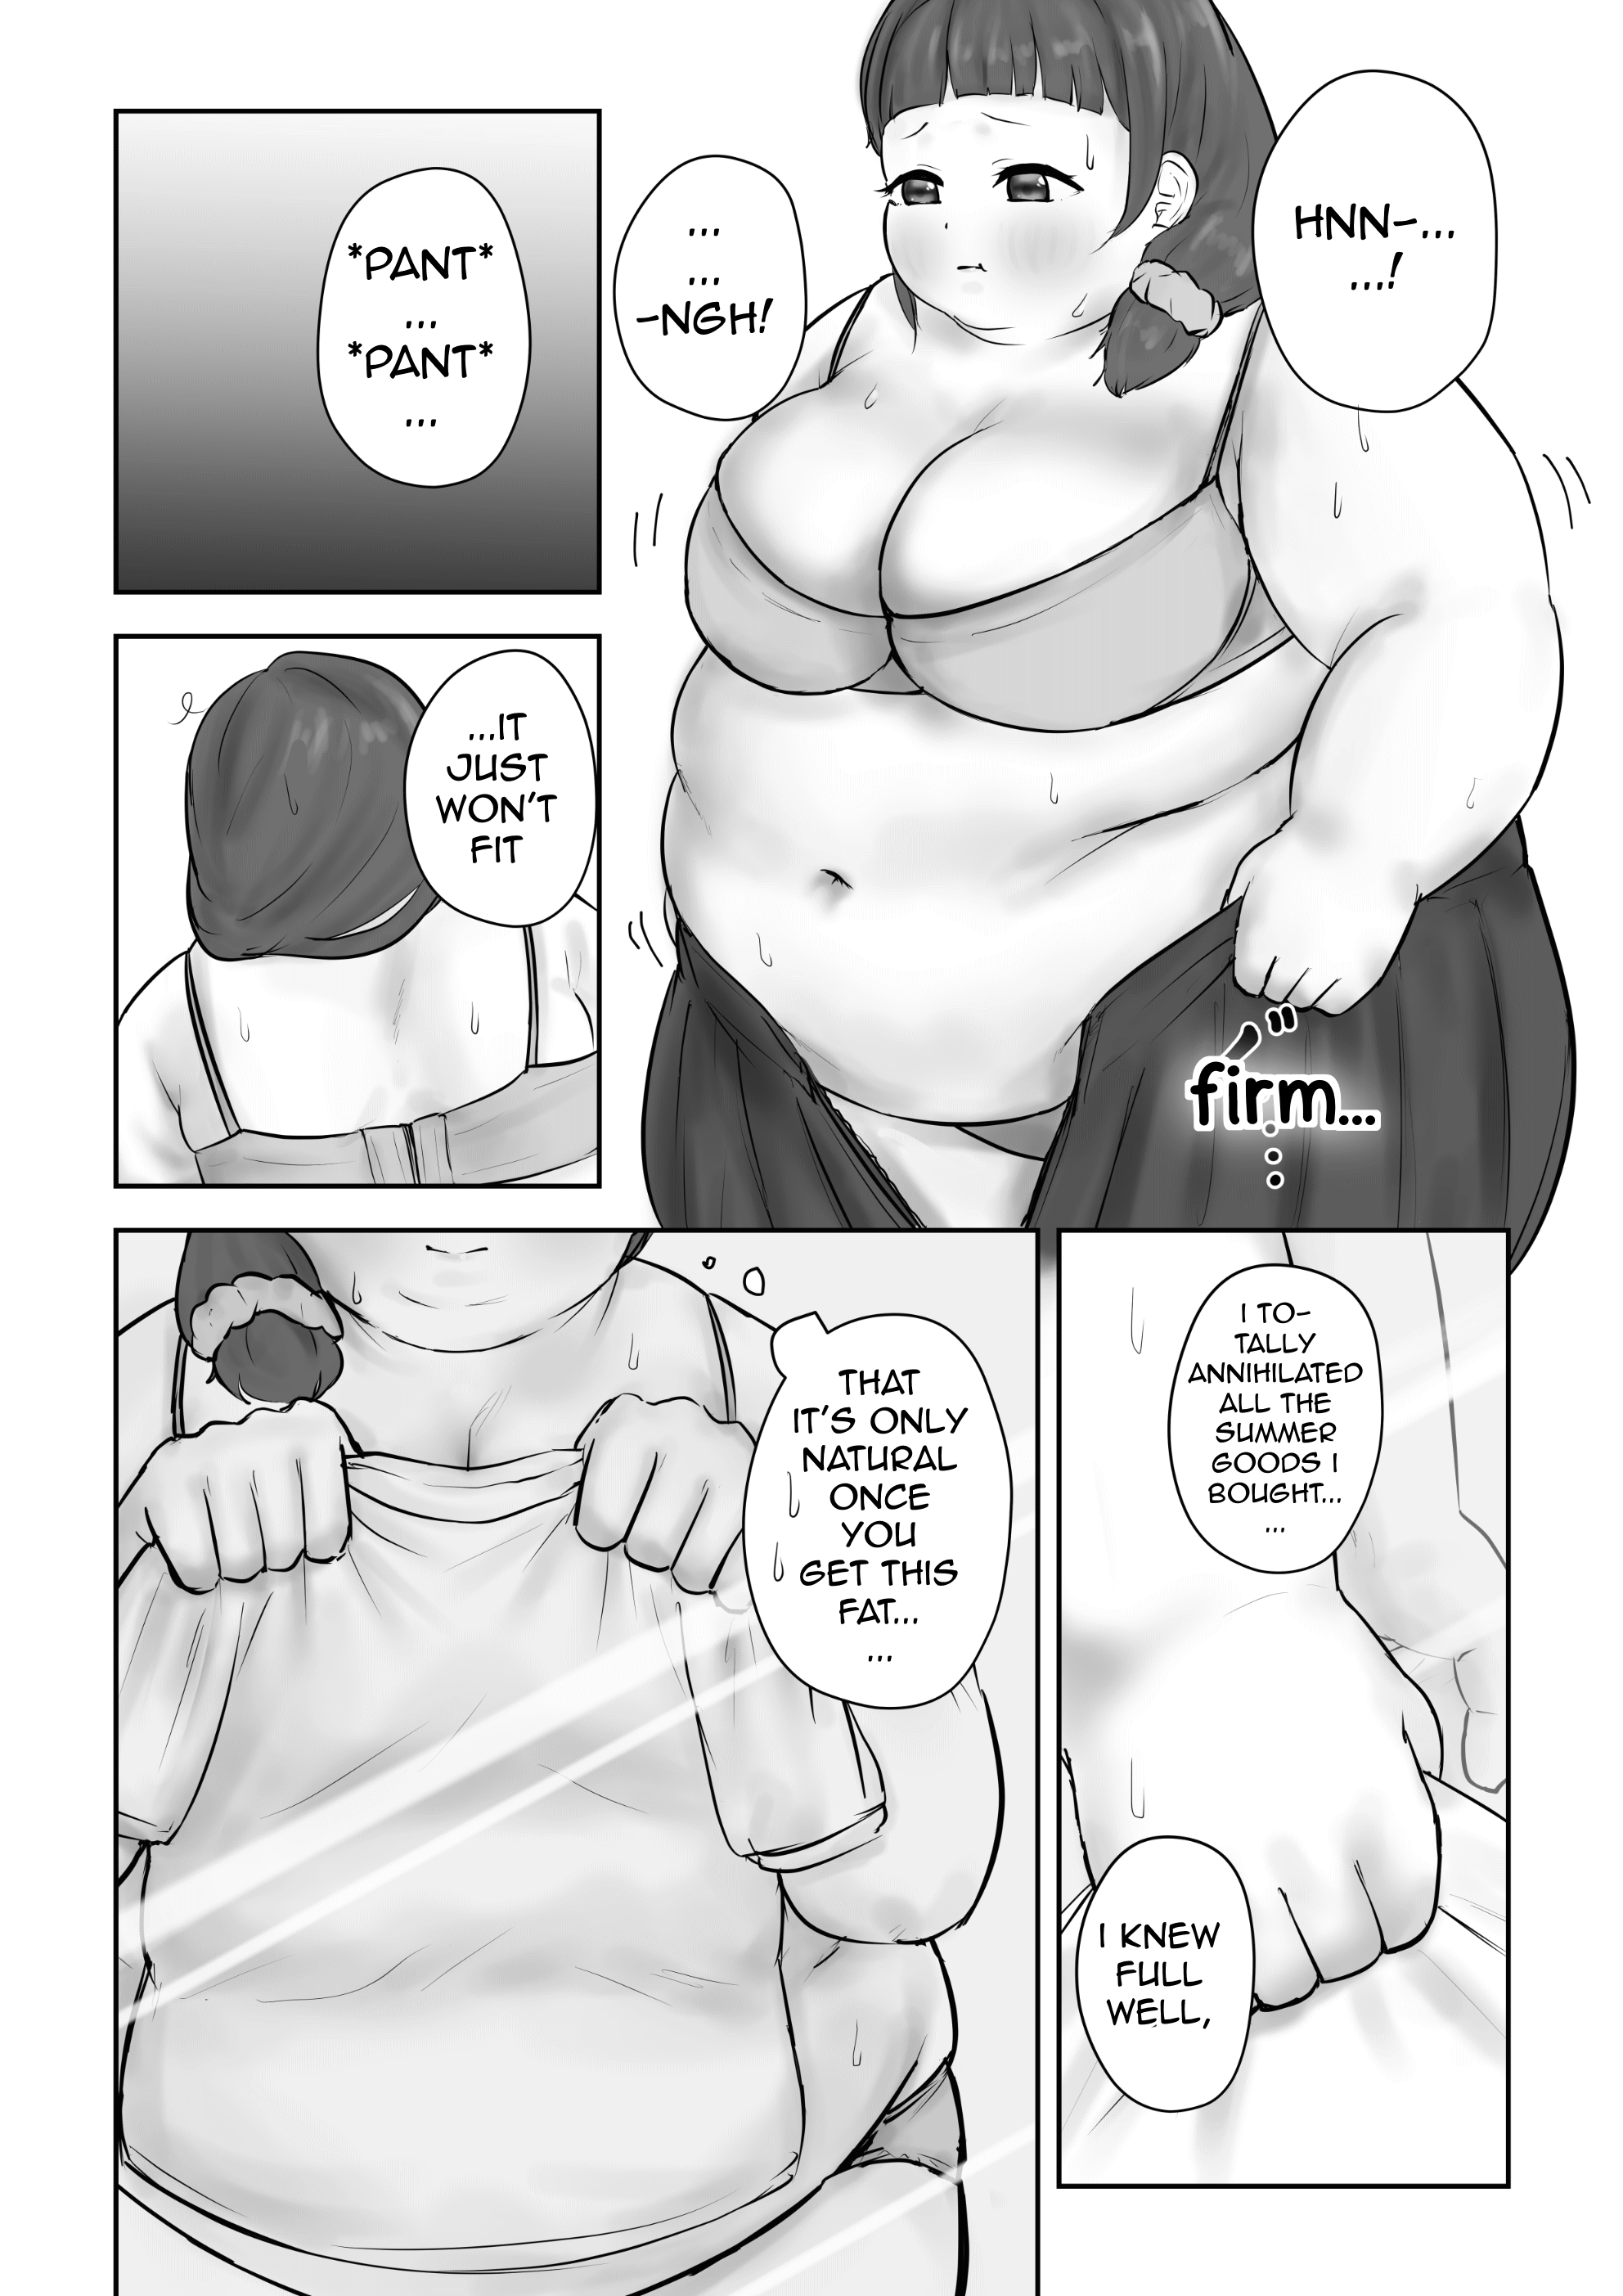 HNN-...
...!
...
...
-NGH!
firm...
*PANT*
...
*PANT*
...
...IT
JUST
WON'T
FIT
I TO-
TALLY
ANNIHILATED
ALL THE
SUMMER
GOODS I
BOUGHT...
...
I KNEW
FULL
WELL,
THAT
IT'S ONLY
NATURAL
ONCE
YOU
GET THIS
FAT...
...